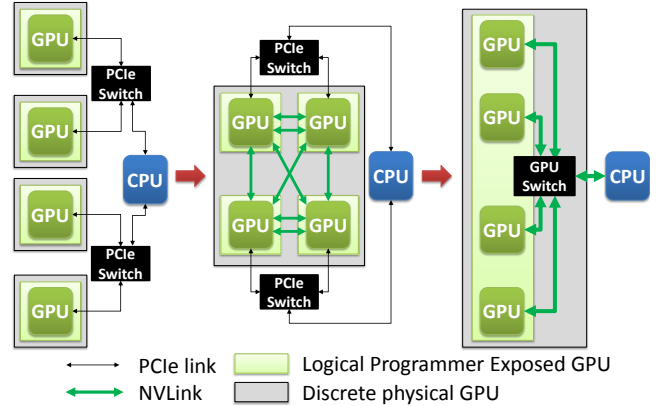 GPU
PCIe
Switch
GPU
CPU
GPU
PCIe
Switch
GPU
PCIe
Switch
GPU
GPU
CPU
GPU
GPU
PCIe
Switch
GPU
GPU
GPU
Switch
CPU
GPU
GPU
PCIe link
Logical Programmer Exposed GPU
NVLink
Discrete physical GPU